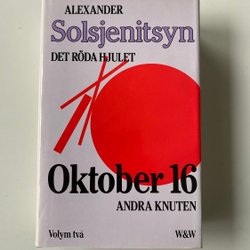 ALEXANDER
Solsjenitsyn
DET RÖDA HJULET
Oktober 16
ANDRA KNUTEN
Volym två W&W